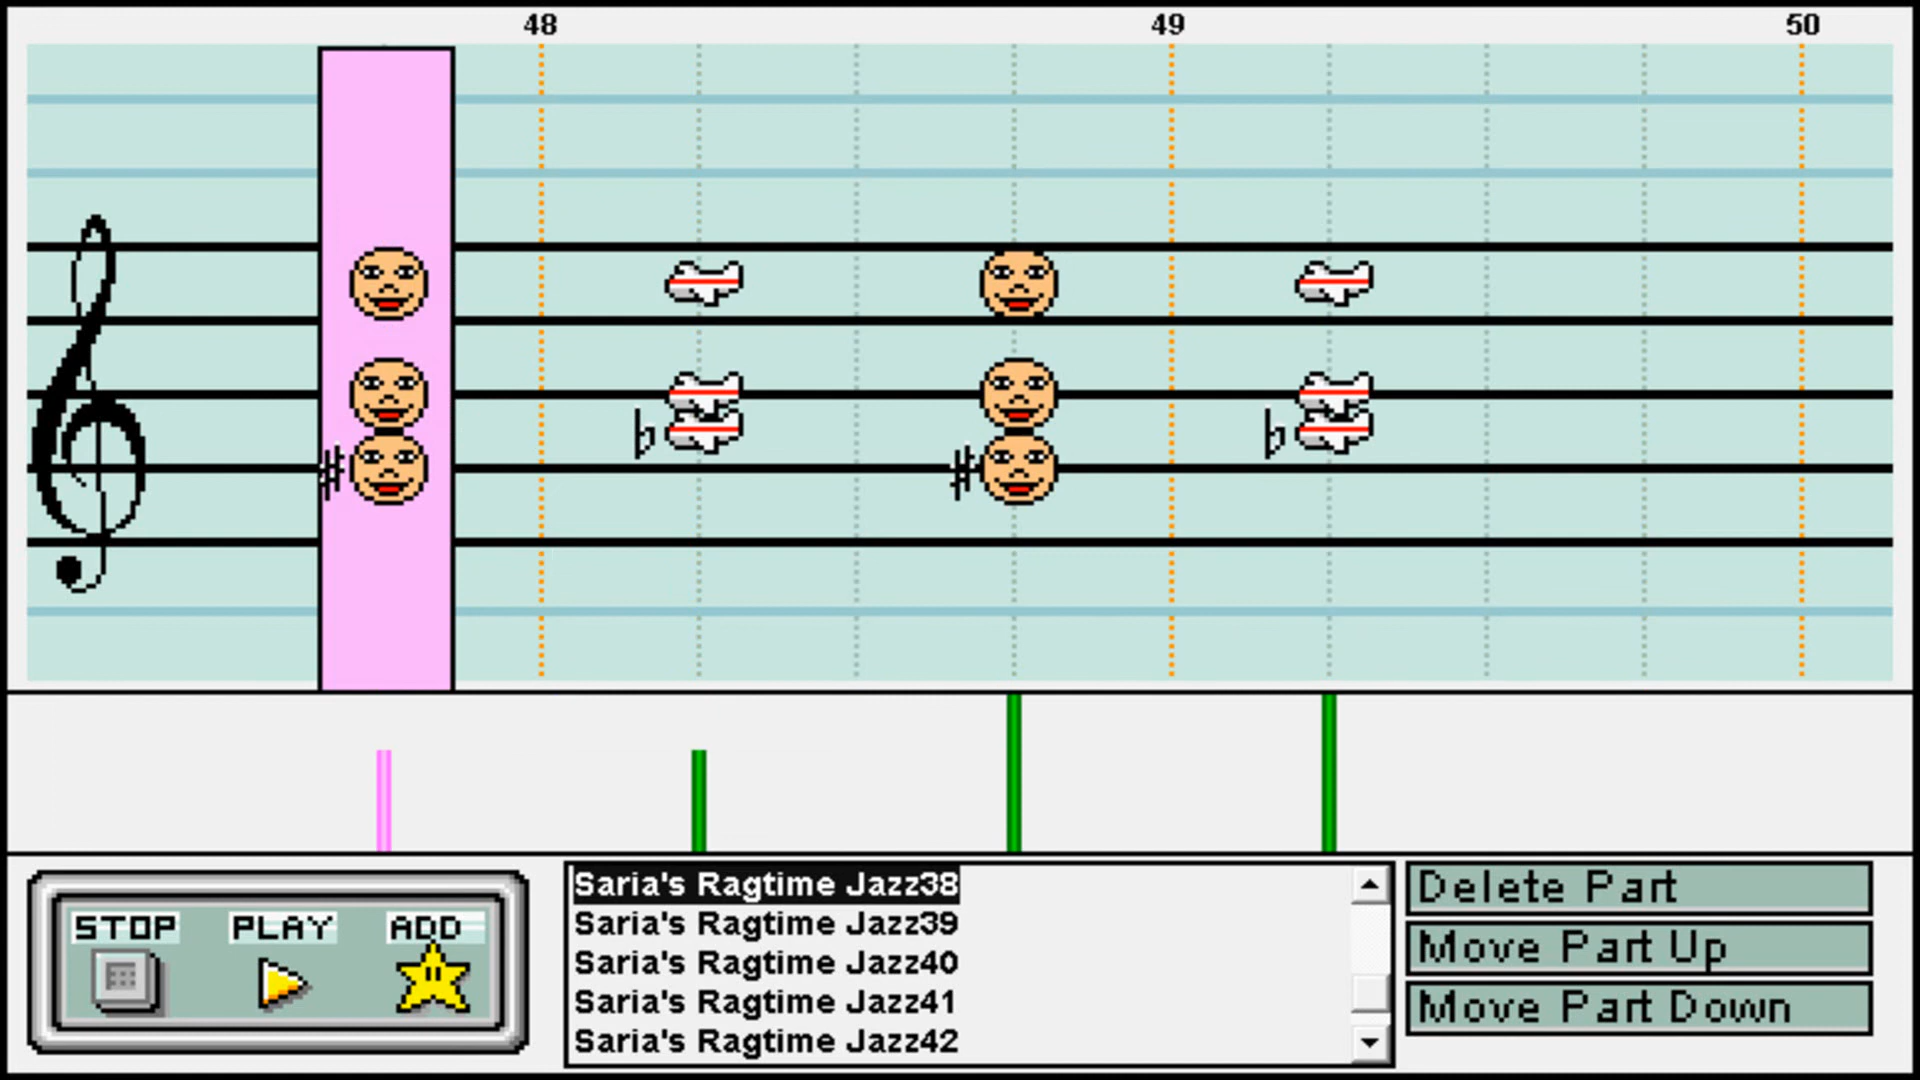 48 49 50
STOP PLAY ADD
Saria's Ragtime Jazz38
Saria's Ragtime Jazz39
Saria's Ragtime Jazz40
Saria's Ragtime Jazz41
Saria's Ragtime Jazz42
Delete Part
Move Part Up
Move Part Down